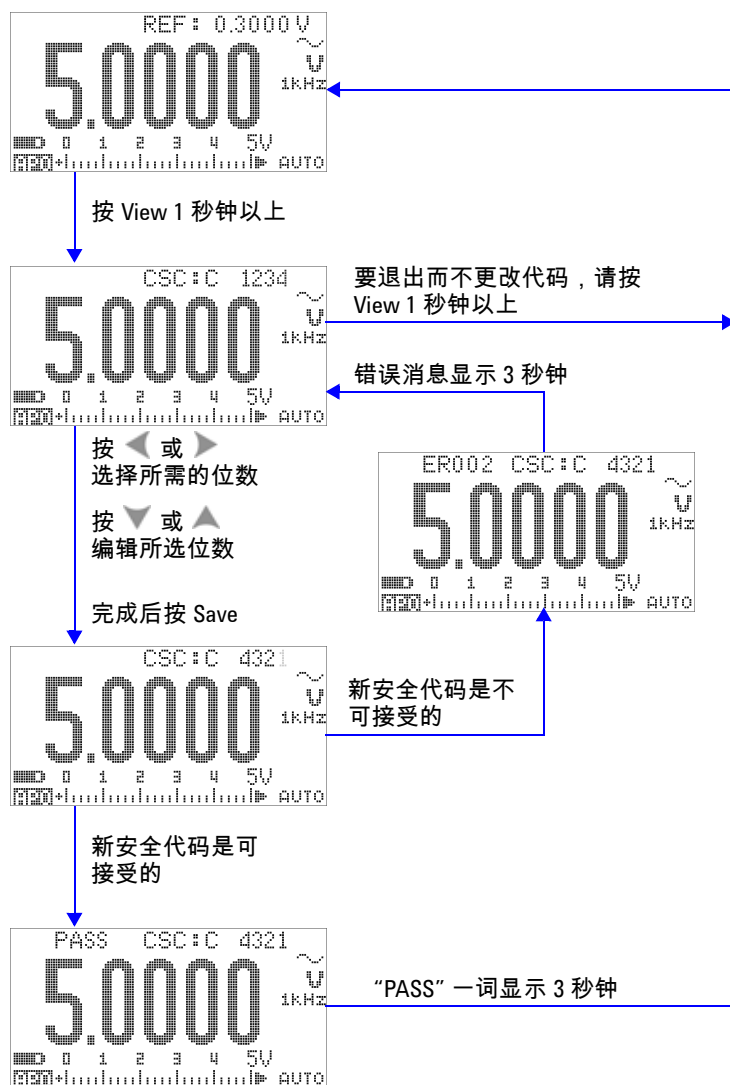 REF: 0.3000 V
5.0000
V
1kHz
0 1 2 3 4 5V
APO AUTO
按 View 1 秒钟以上
CSC:C 1234
5.0000
V
1kHz
0 1 2 3 4 5V
APO AUTO
要退出而不更改代码，请按
View 1 秒钟以上
错误消息显示 3 秒钟
按 或
选择所需的位数
按 或
编辑所选位数
完成后按 Save
ER002 CSC:C 4321
5.0000
V
1kHz
0 1 2 3 4 5V
APO AUTO
CSC:C 4321
5.0000
V
1kHz
0 1 2 3 4 5V
APO AUTO
新安全代码是不
可接受的
新安全代码是可
接受的
PASS CSC:C 4321
5.0000
V
1kHz
0 1 2 3 4 5V
APO AUTO
“PASS” 一词显示 3 秒钟